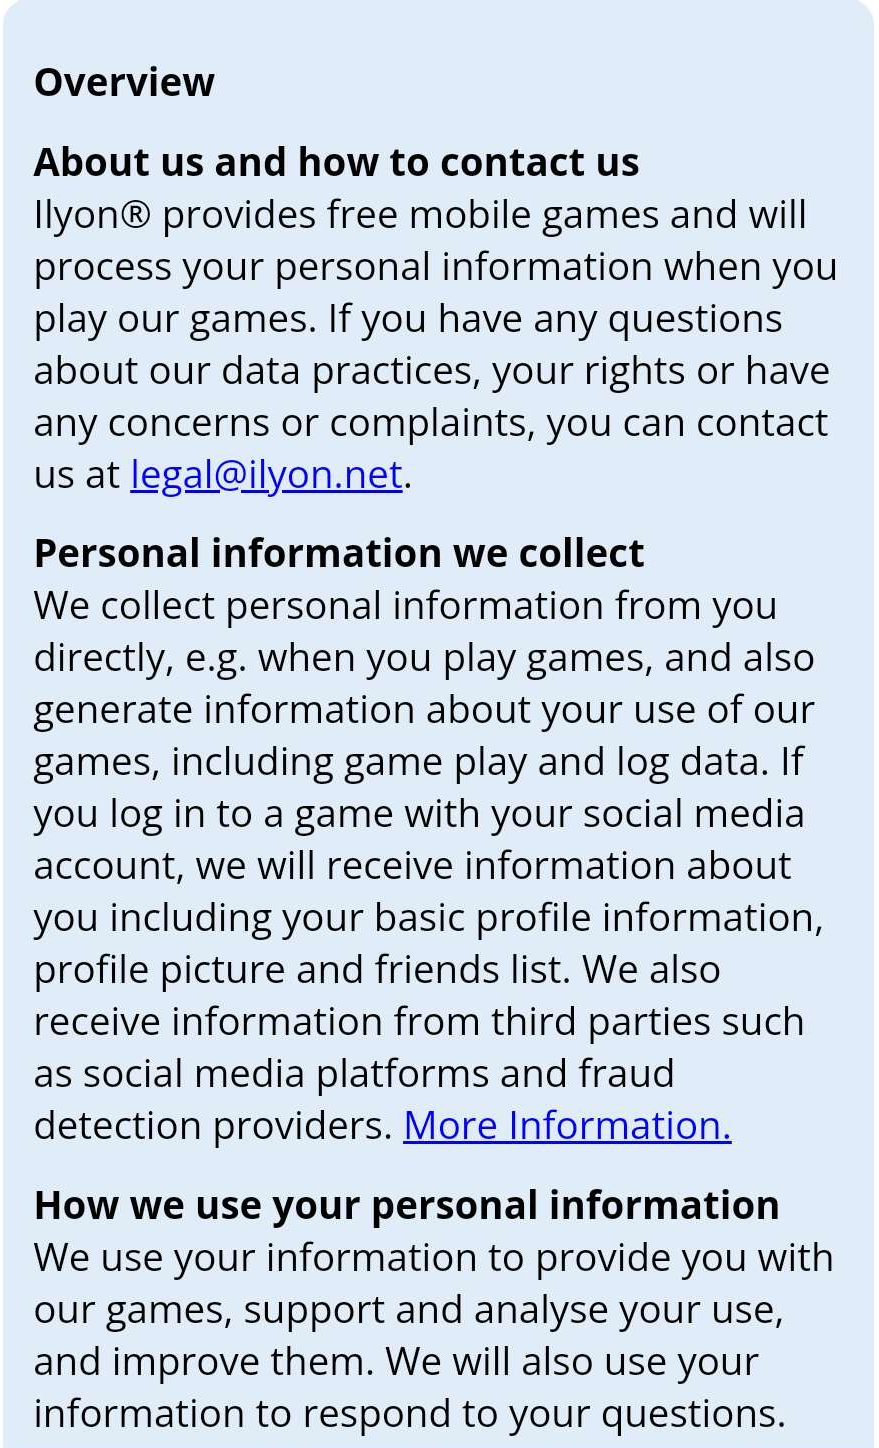 Overview
About us and how to contact us
Ilyon® provides free mobile games and will
process your personal information when you
play our games. If you have any questions
about our data practices, your rights or have
any concerns or complaints, you can contact
us at legal@ilyon.net.
Personal information we collect
We collect personal information from you
directly, e.g. when you play games, and also
generate information about your use of our
games, including game play and log data. If
you log in to a game with your social media
account, we will receive information about
you including your basic profile information,
profile picture and friends list. We also
receive information from third parties such
as social media platforms and fraud
detection providers. More Information.
How we use your personal information
We use your information to provide you with
our games, support and analyse your use,
and improve them. We will also use your
information to respond to your questions.